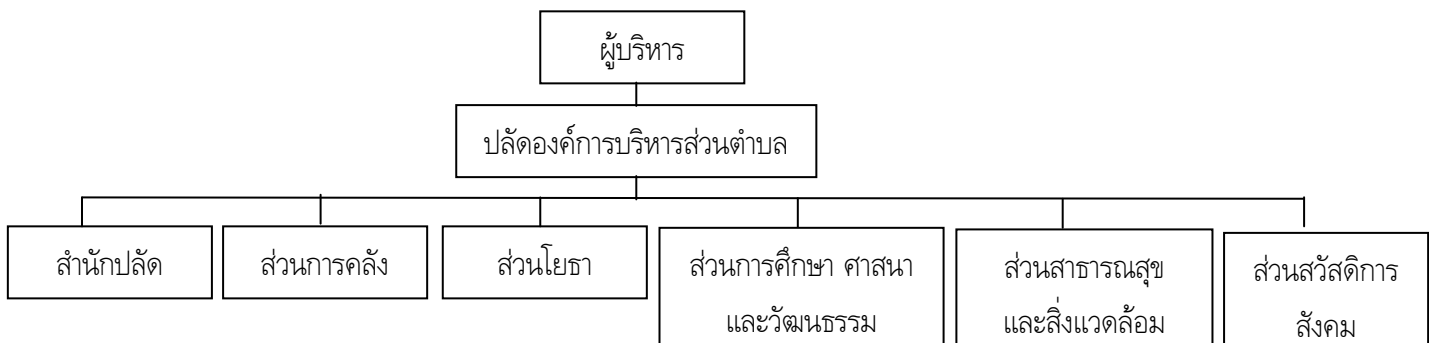 ผู้บริหาร
ปลัดองค์การบริหารส่วนตำบล
สำนักปลัด
ส่วนการคลัง
ส่วนโยธา
ส่วนการศึกษา ศาสนา
และวัฒนธรรม
ส่วนสาธารณสุข
และสิ่งแวดล้อม
ส่วนสวัสดิการ
สังคม